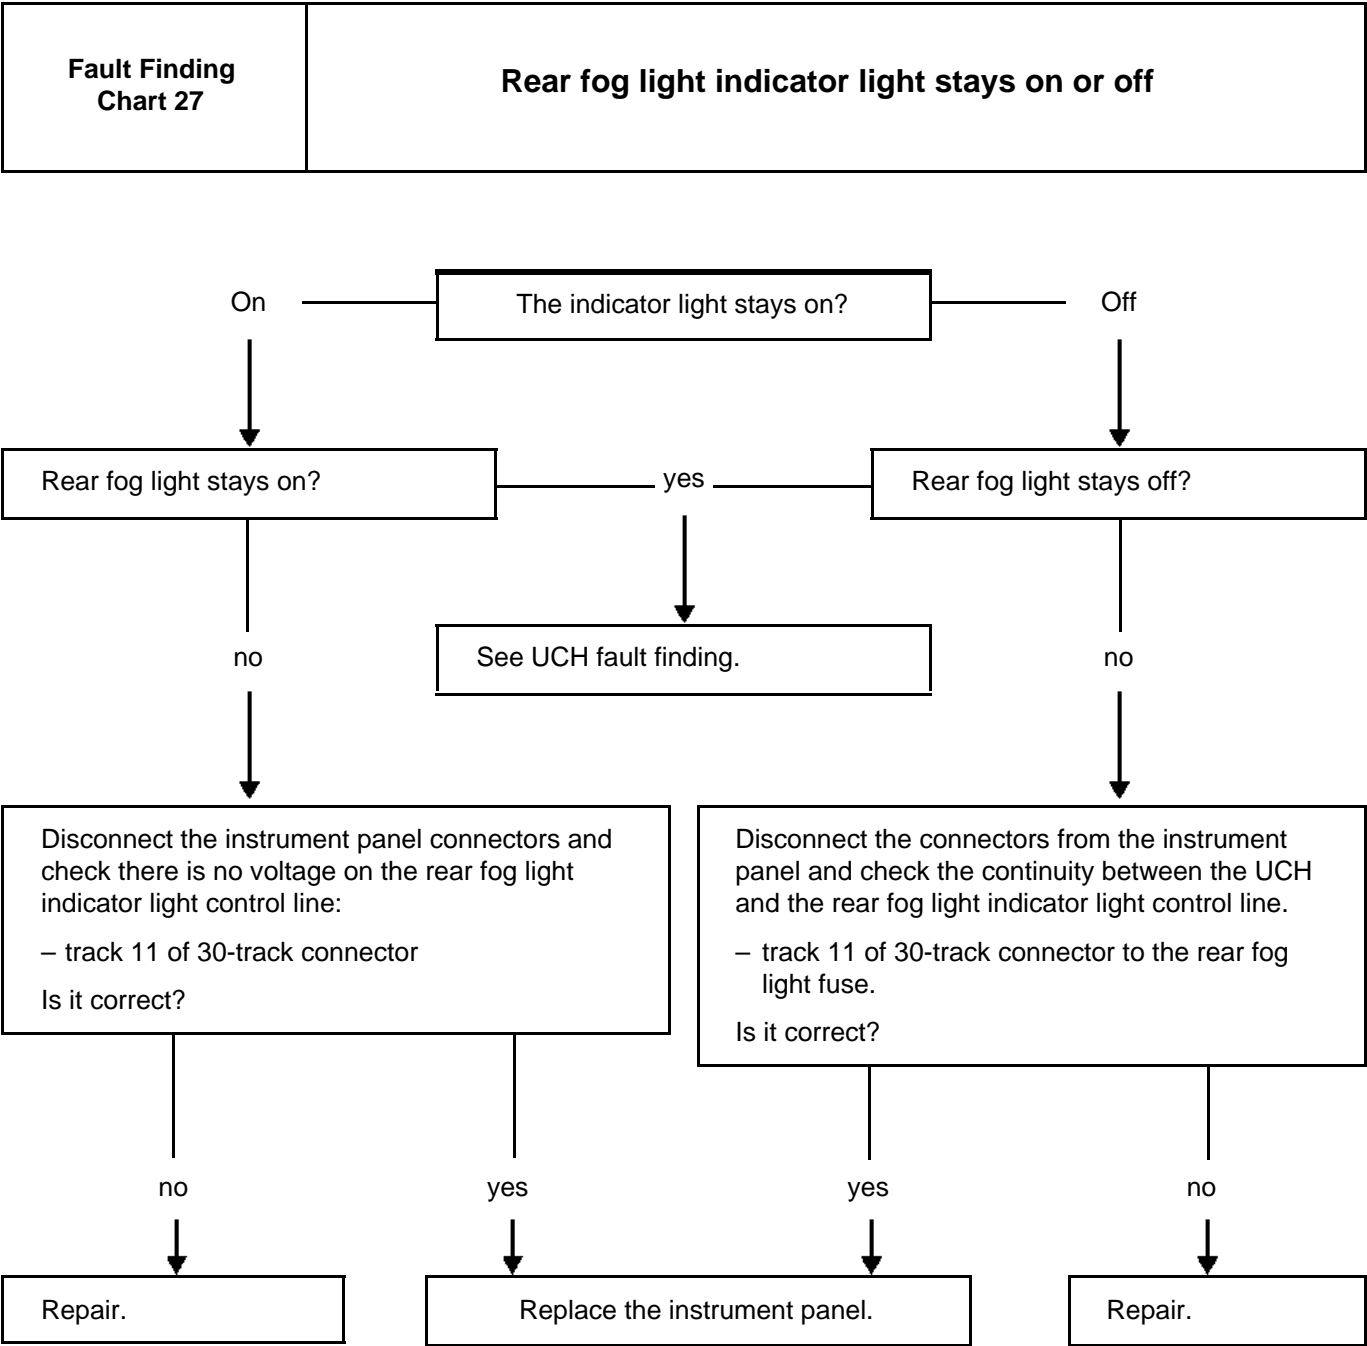 Fault Finding
Chart 27
Rear fog light indicator light stays on or off
On
The indicator light stays on?
Off
Rear fog light stays on?
yes
Rear fog light stays off?
no
See UCH fault finding.
no
Disconnect the instrument panel connectors and
check there is no voltage on the rear fog light
indicator light control line:
– track 11 of 30-track connector
Is it correct?
Disconnect the connectors from the instrument
panel and check the continuity between the UCH
and the rear fog light indicator light control line.
– track 11 of 30-track connector to the rear fog
light fuse.
Is it correct?
no
yes
yes
no
Repair.
Replace the instrument panel.
Repair.